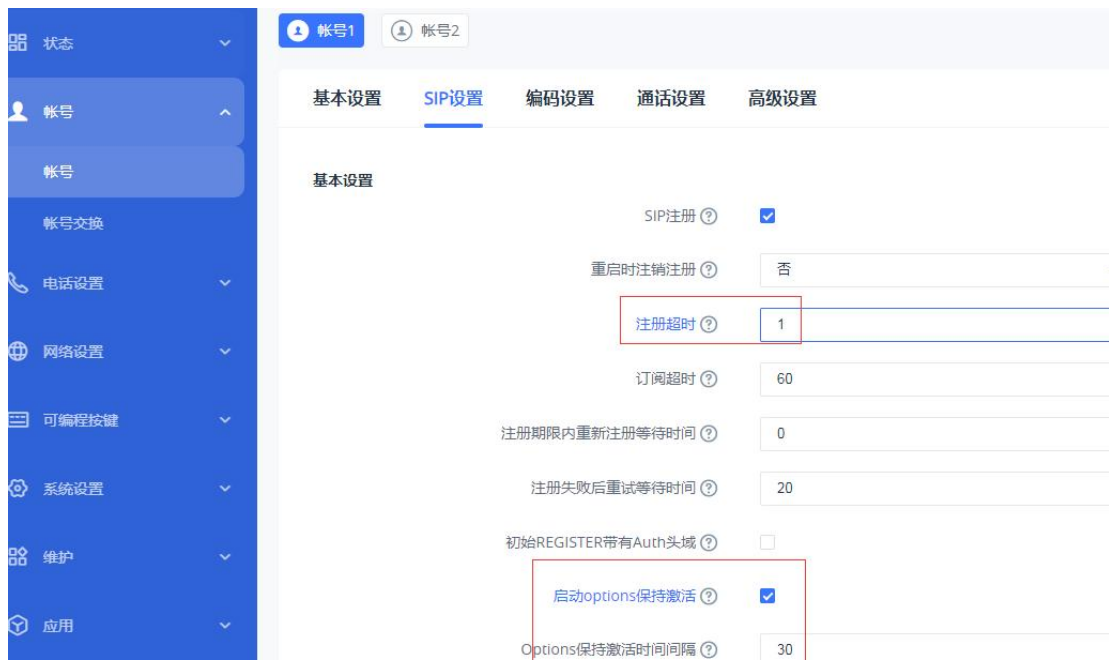 帐号1 帐号2
状态
帐号
帐号
帐号交换
电话设置
网络设置
可编程按键
系统设置
维护
应用
基本设置 SIP设置 编码设置 通话设置 高级设置
基本设置
SIP注册
重启时注销注册 否
注册超时 1
订阅超时 60
注册期限内重新注册等待时间 0
注册失败后重试等待时间 20
初始REGISTER带有Auth头域
启动options保持激活
Options保持激活时间间隔 30